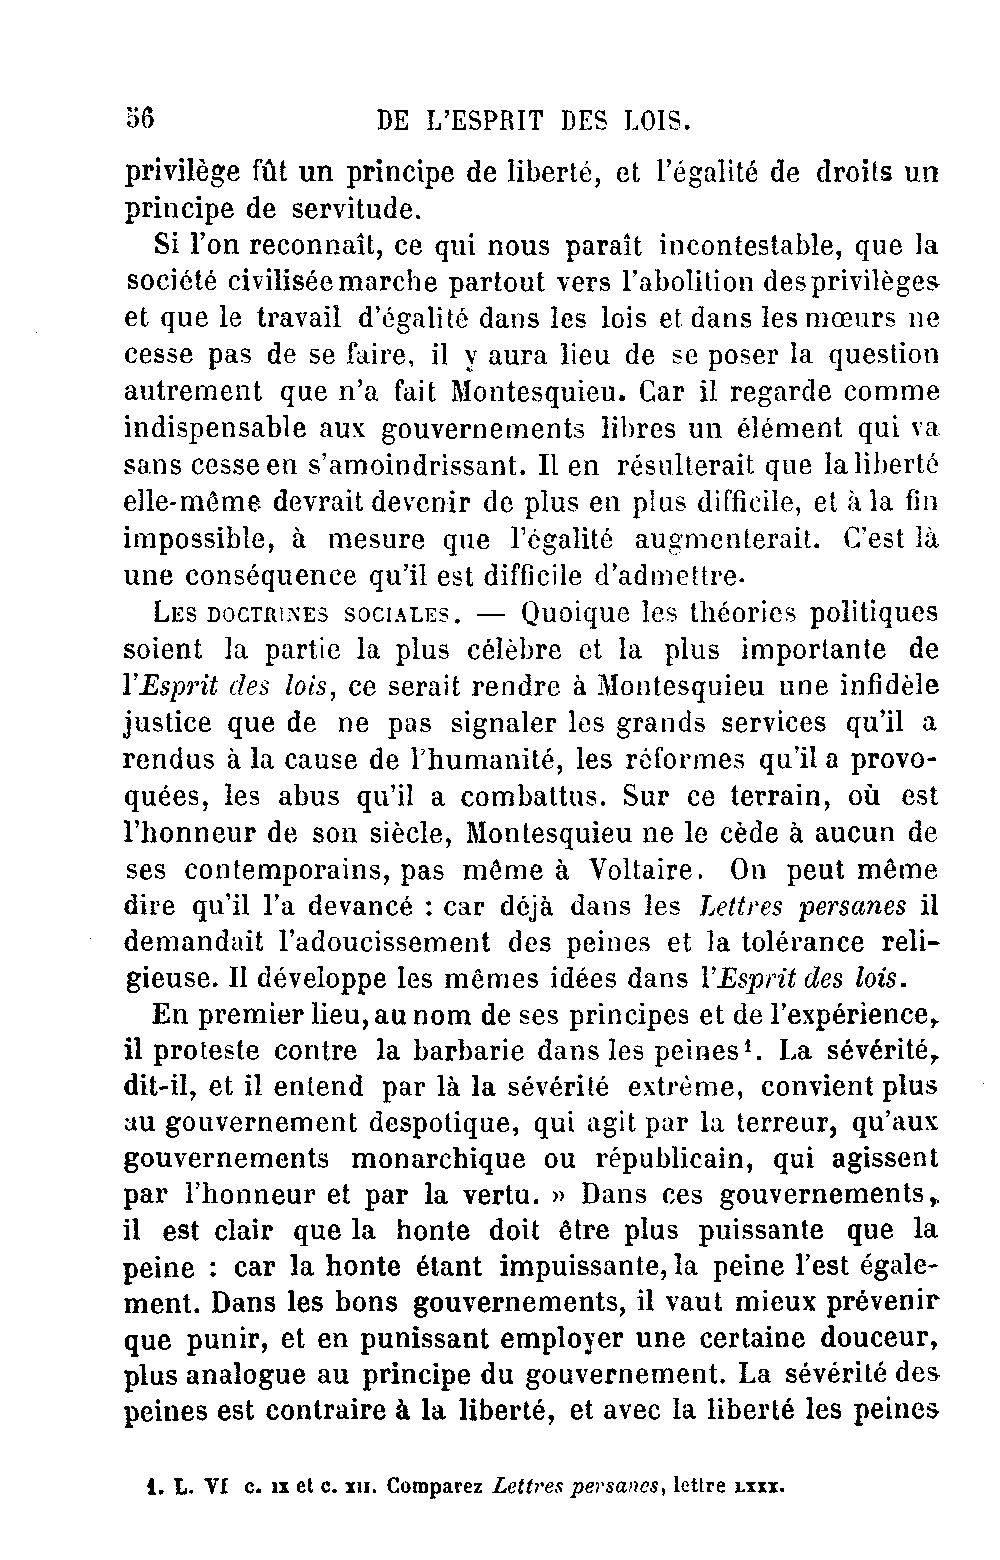 56 DE L'ESPRIT DES LOIS.
privilège fût un principe de liberté, et l'égalité de droits un
principe de servitude.
Si l'on reconnaît, ce qui nous paraît incontestable, que la
société civilisée marche partout vers l'abolition des privilèges
et que le travail d'égalité dans les lois et dans les mœurs ne
cesse pas de se faire, il y aura lieu de se poser la question
autrement que n'a fait Montesquieu. Car il regarde comme
indispensable aux gouvernements libres un élément qui va
sans cesse en s'amoindrissant. Il en résulterait que la liberté
elle-même devrait devenir de plus en plus difficile, et à la fin
impossible, à mesure que l'égalité augmenterait. C'est là
une conséquence qu'il est difficile d'admettre.
LES DOCTRINES SOCIALES. — Quoique les théories politiques
soient la partie la plus célèbre et la plus importante de
l'Esprit des lois, ce serait rendre à Montesquieu une infidèle
justice que de ne pas signaler les grands services qu'il a
rendus à la cause de l'humanité, les réformes qu'il a provo-
quées, les abus qu'il a combattus. Sur ce terrain, où est
l'honneur de son siècle, Montesquieu ne le cède à aucun de
ses contemporains, pas même à Voltaire. On peut même
dire qu'il l'a devancé : car déjà dans les Lettres persanes il
demandait l'adoucissement des peines et la tolérance reli-
gieuse. Il développe les mêmes idées dans l'Esprit des lois.
En premier lieu, au nom de ses principes et de l'expérience,
il proteste contre la barbarie dans les peines¹. La sévérité,
dit-il, et il entend par là la sévérité extrème, convient plus
au gouvernement despotique, qui agit par la terreur, qu'aux
gouvernements monarchique ou républicain, qui agissent
par l'honneur et par la vertu. » Dans ces gouvernements,
il est clair que la honte doit être plus puissante que la
peine : car la honte étant impuissante, la peine l'est égale-
ment. Dans les bons gouvernements, il vaut mieux prévenir
que punir, et en punissant employer une certaine douceur,
plus analogue au principe du gouvernement. La sévérité des
peines est contraire à la liberté, et avec la liberté les peines
1. L. VI c. IX et c. XII. Comparez Lettres persanes, lettre LXXX.